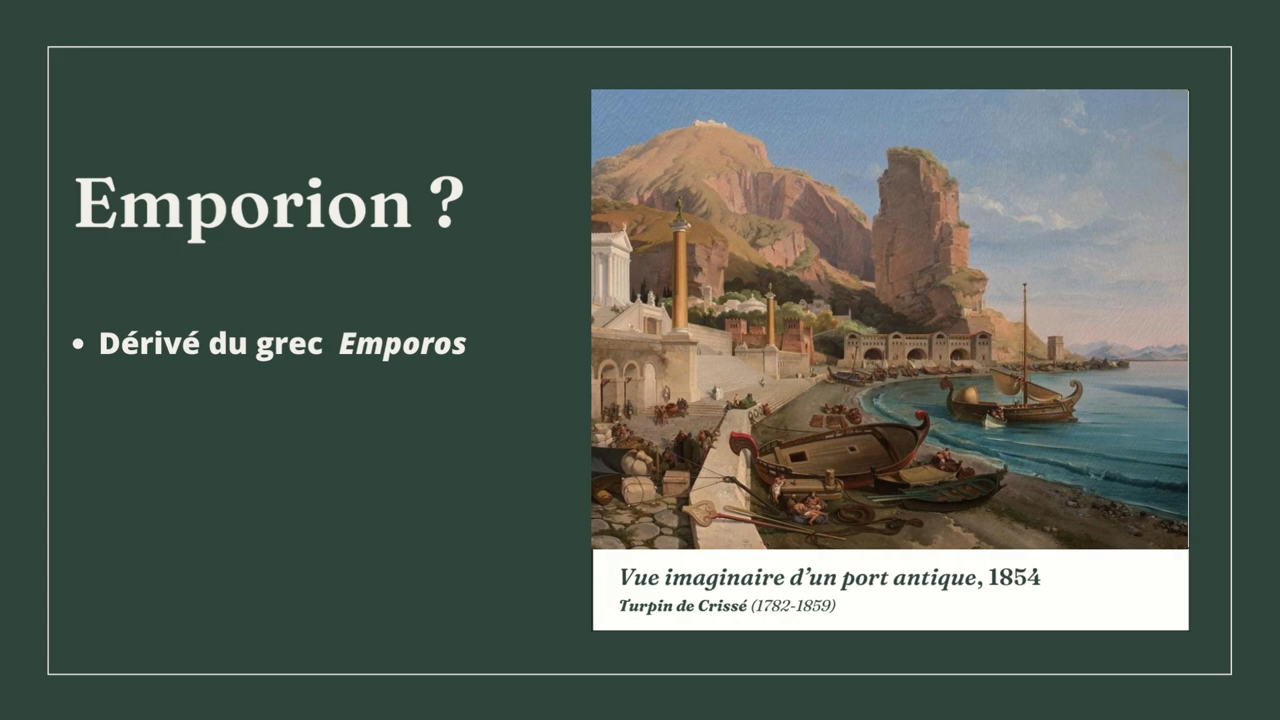 Emporion ?
• Dérivé du grec Emporos
Vue imaginaire d’un port antique, 1854
Turpin de Crissé (1782-1859)